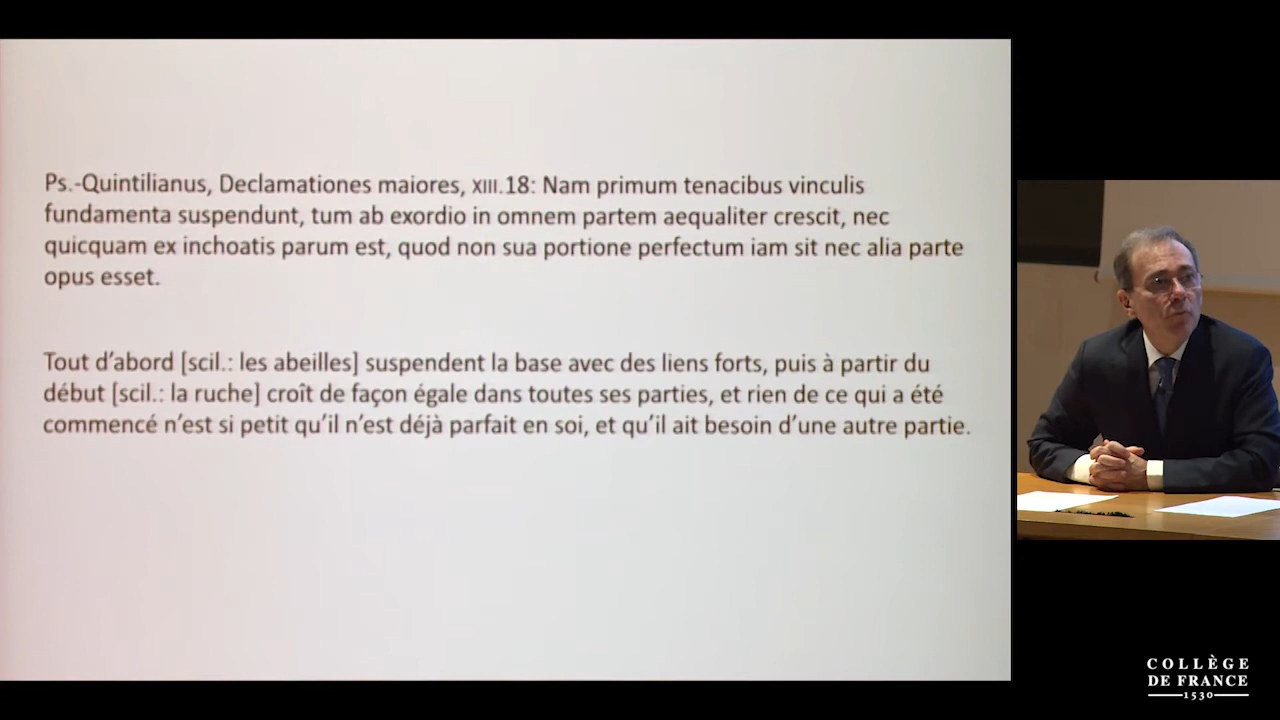 Ps.-Quintilianus, Declamationes maiores, XIII.18: Nam primum tenacibus vinculis
fundamenta suspendunt, tum ab exordio in omnem partem aequaliter crescit, nec
quicquam ex inchoatis parum est, quod non sua portione perfectum iam sit nec alia parte
opus esset.
Tout d’abord [scil.: les abeilles] suspendent la base avec des liens forts, puis à partir du
début [scil.: la ruche] croît de façon égale dans toutes ses parties, et rien de ce qui a été
commencé n’est si petit qu’il n’est déjà parfait en soi, et qu’il ait besoin d’une autre partie.
COLLÈGE
DE FRANCE
1530